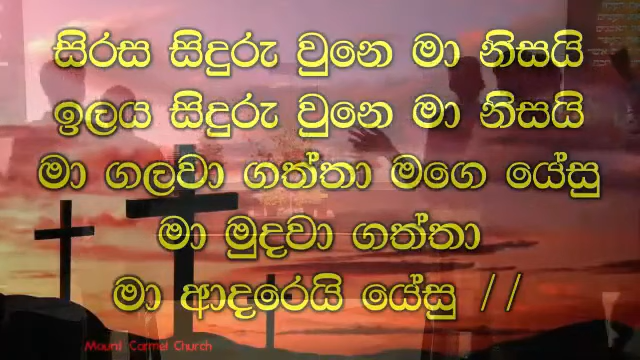 සිරස සිදුරු වුනෙ මා නිසයි
ඉලය සිදුරු වුනෙ මා නිසයි
මා ගලවා ගත්තා මගෙ යේසු
මා මුදවා ගත්තා
මා ආදරෙයි යේසු //
Mount Carmel Church